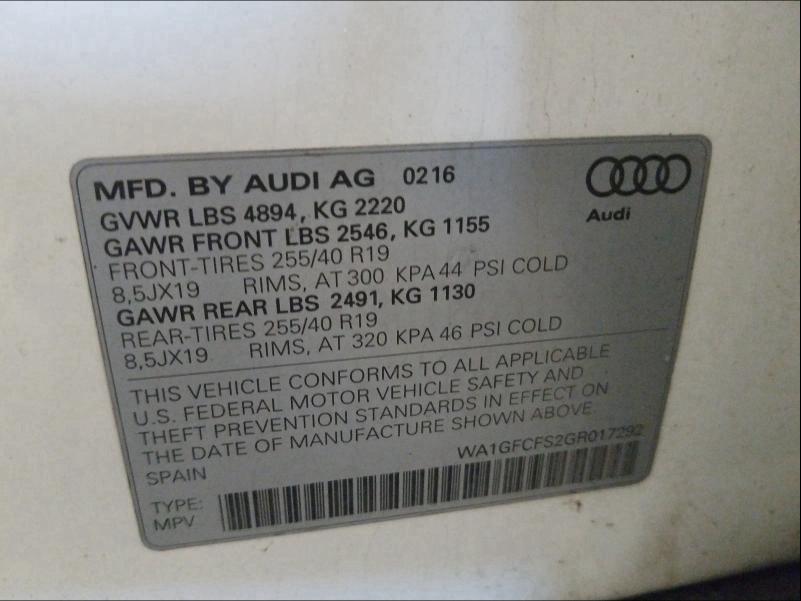 MFD. BY AUDI AG 0216
Audi
GVWR LBS 4894, KG 2220
GAWR FRONT LBS 2546, KG 1155
FRONT-TIRES 255/40 R19
8,5JX19 RIMS, AT 300 KPA 44 PSI COLD
GAWR REAR LBS 2491, KG 1130
REAR-TIRES 255/40 R19
8,5JX19 RIMS, AT 320 KPA 46 PSI COLD
THIS VEHICLE CONFORMS TO ALL APPLICABLE
U.S. FEDERAL MOTOR VEHICLE SAFETY AND
THEFT PREVENTION STANDARDS IN EFFECT ON
THE DATE OF MANUFACTURE SHOWN ABOVE.
SPAIN WA1GFCFS2GR017292
TYPE:
MPV